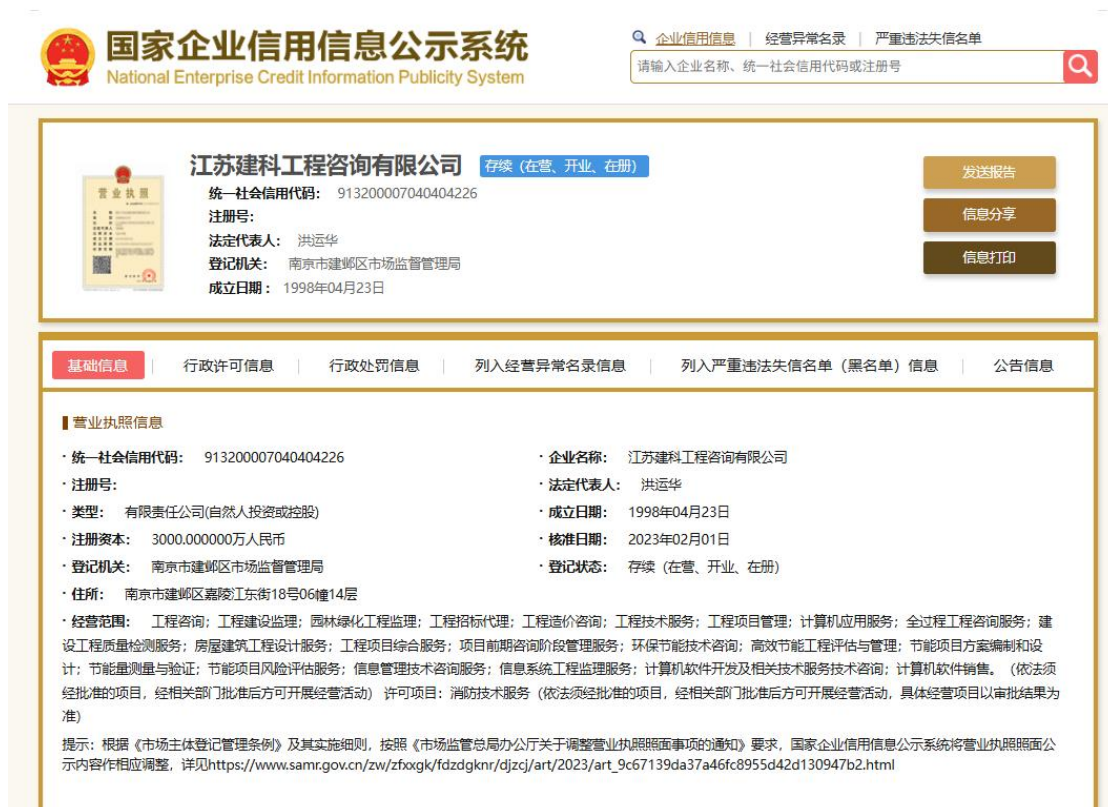 国家企业信用信息公示系统
National Enterprise Credit Information Publicity System
企业信用信息 | 经营异常名录 | 严重违法失信名单
请输入企业名称、统一社会信用代码或注册号
江苏建科工程咨询有限公司 存续（在营、开业、在册）
统一社会信用代码： 913200007040404226
注册号：
法定代表人： 洪运华
登记机关： 南京市建邺区市场监督管理局
成立日期： 1998年04月23日
营业执照
发送报告
信息分享
信息打印
基础信息 | 行政许可信息 | 行政处罚信息 | 列入经营异常名录信息 | 列入严重违法失信名单（黑名单）信息 | 公告信息
营业执照信息
· 统一社会信用代码： 913200007040404226 · 企业名称： 江苏建科工程咨询有限公司
· 注册号： · 法定代表人： 洪运华
· 类型： 有限责任公司(自然人投资或控股) · 成立日期： 1998年04月23日
· 注册资本： 3000.000000万人民币 · 核准日期： 2023年02月01日
· 登记机关： 南京市建邺区市场监督管理局 · 登记状态： 存续（在营、开业、在册）
· 住所： 南京市建邺区嘉陵江东街18号06幢14层
· 经营范围： 工程咨询；工程建设监理；园林绿化工程监理；工程招标代理；工程造价咨询；工程技术服务；工程项目管理；计算机应用服务；全过程工程咨询服务；建
设工程质量检测服务；房屋建筑工程设计服务；工程项目综合服务；项目前期咨询阶段管理服务；环保节能技术咨询；高效节能工程评估与管理；节能项目方案编制和设
计；节能量测量与验证；节能项目风险评估服务；信息管理技术咨询服务；信息系统工程监理服务；计算机软件开发及相关技术服务技术咨询；计算机软件销售。（依法须
经批准的项目，经相关部门批准后方可开展经营活动） 许可项目：消防技术服务（依法须经批准的项目，经相关部门批准后方可开展经营活动，具体经营项目以审批结果为
准）
提示：根据《市场主体登记管理条例》及其实施细则，按照《市场监管总局办公厅关于调整营业执照照面事项的通知》要求，国家企业信用信息公示系统将营业执照照面公
示内容作相应调整，详见https://www.samr.gov.cn/zw/zfxxgk/fdzdgknr/djzcj/art/2023/art_9c67139da37a46fc8955d42d130947b2.html